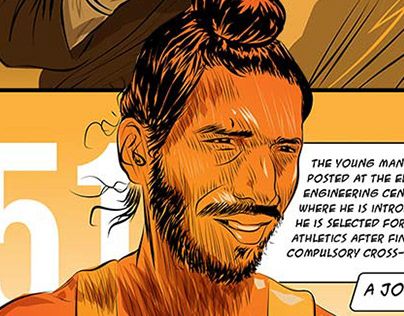 51
THE YOUNG MAN
POSTED AT THE EL
ENGINEERING CEN
WHERE HE IS INTRO
HE IS SELECTED FOR
ATHLETICS AFTER FIN
COMPULSORY CROSS-
A JO